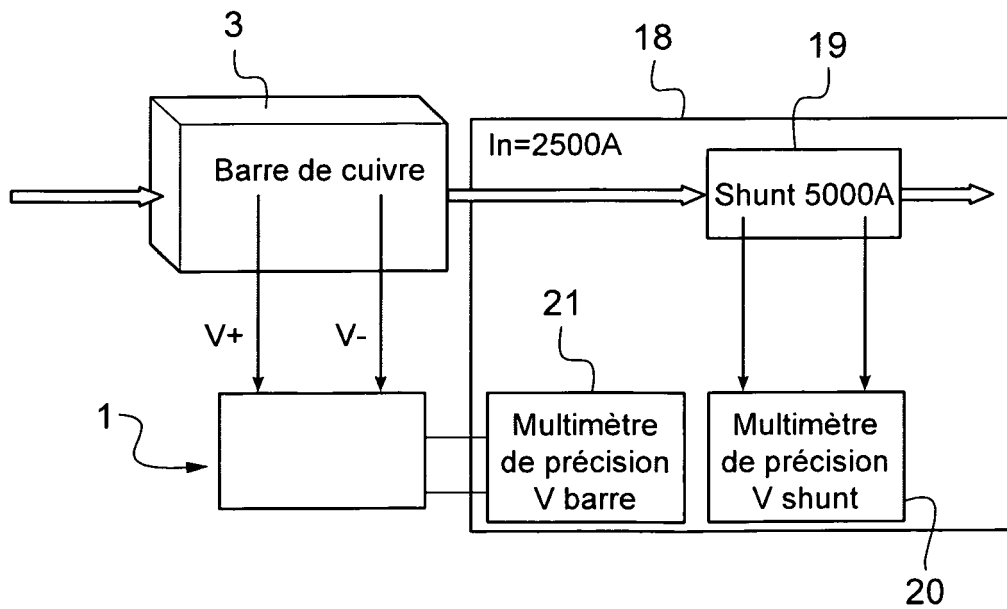 3
18
19
In=2500A
Barre de cuivre
Shunt 5000A
V+
V-
21
1
Multimètre
de précision
V barre
Multimètre
de précision
V shunt
20